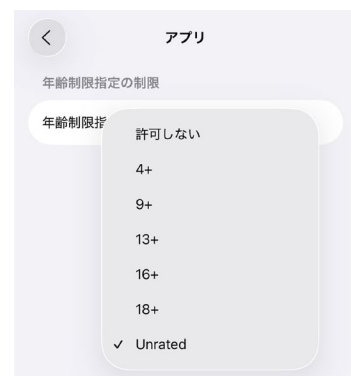 アプリ
年齢制限指定の制限
年齢制限指
許可しない
4+
9+
13+
16+
18+
Unrated